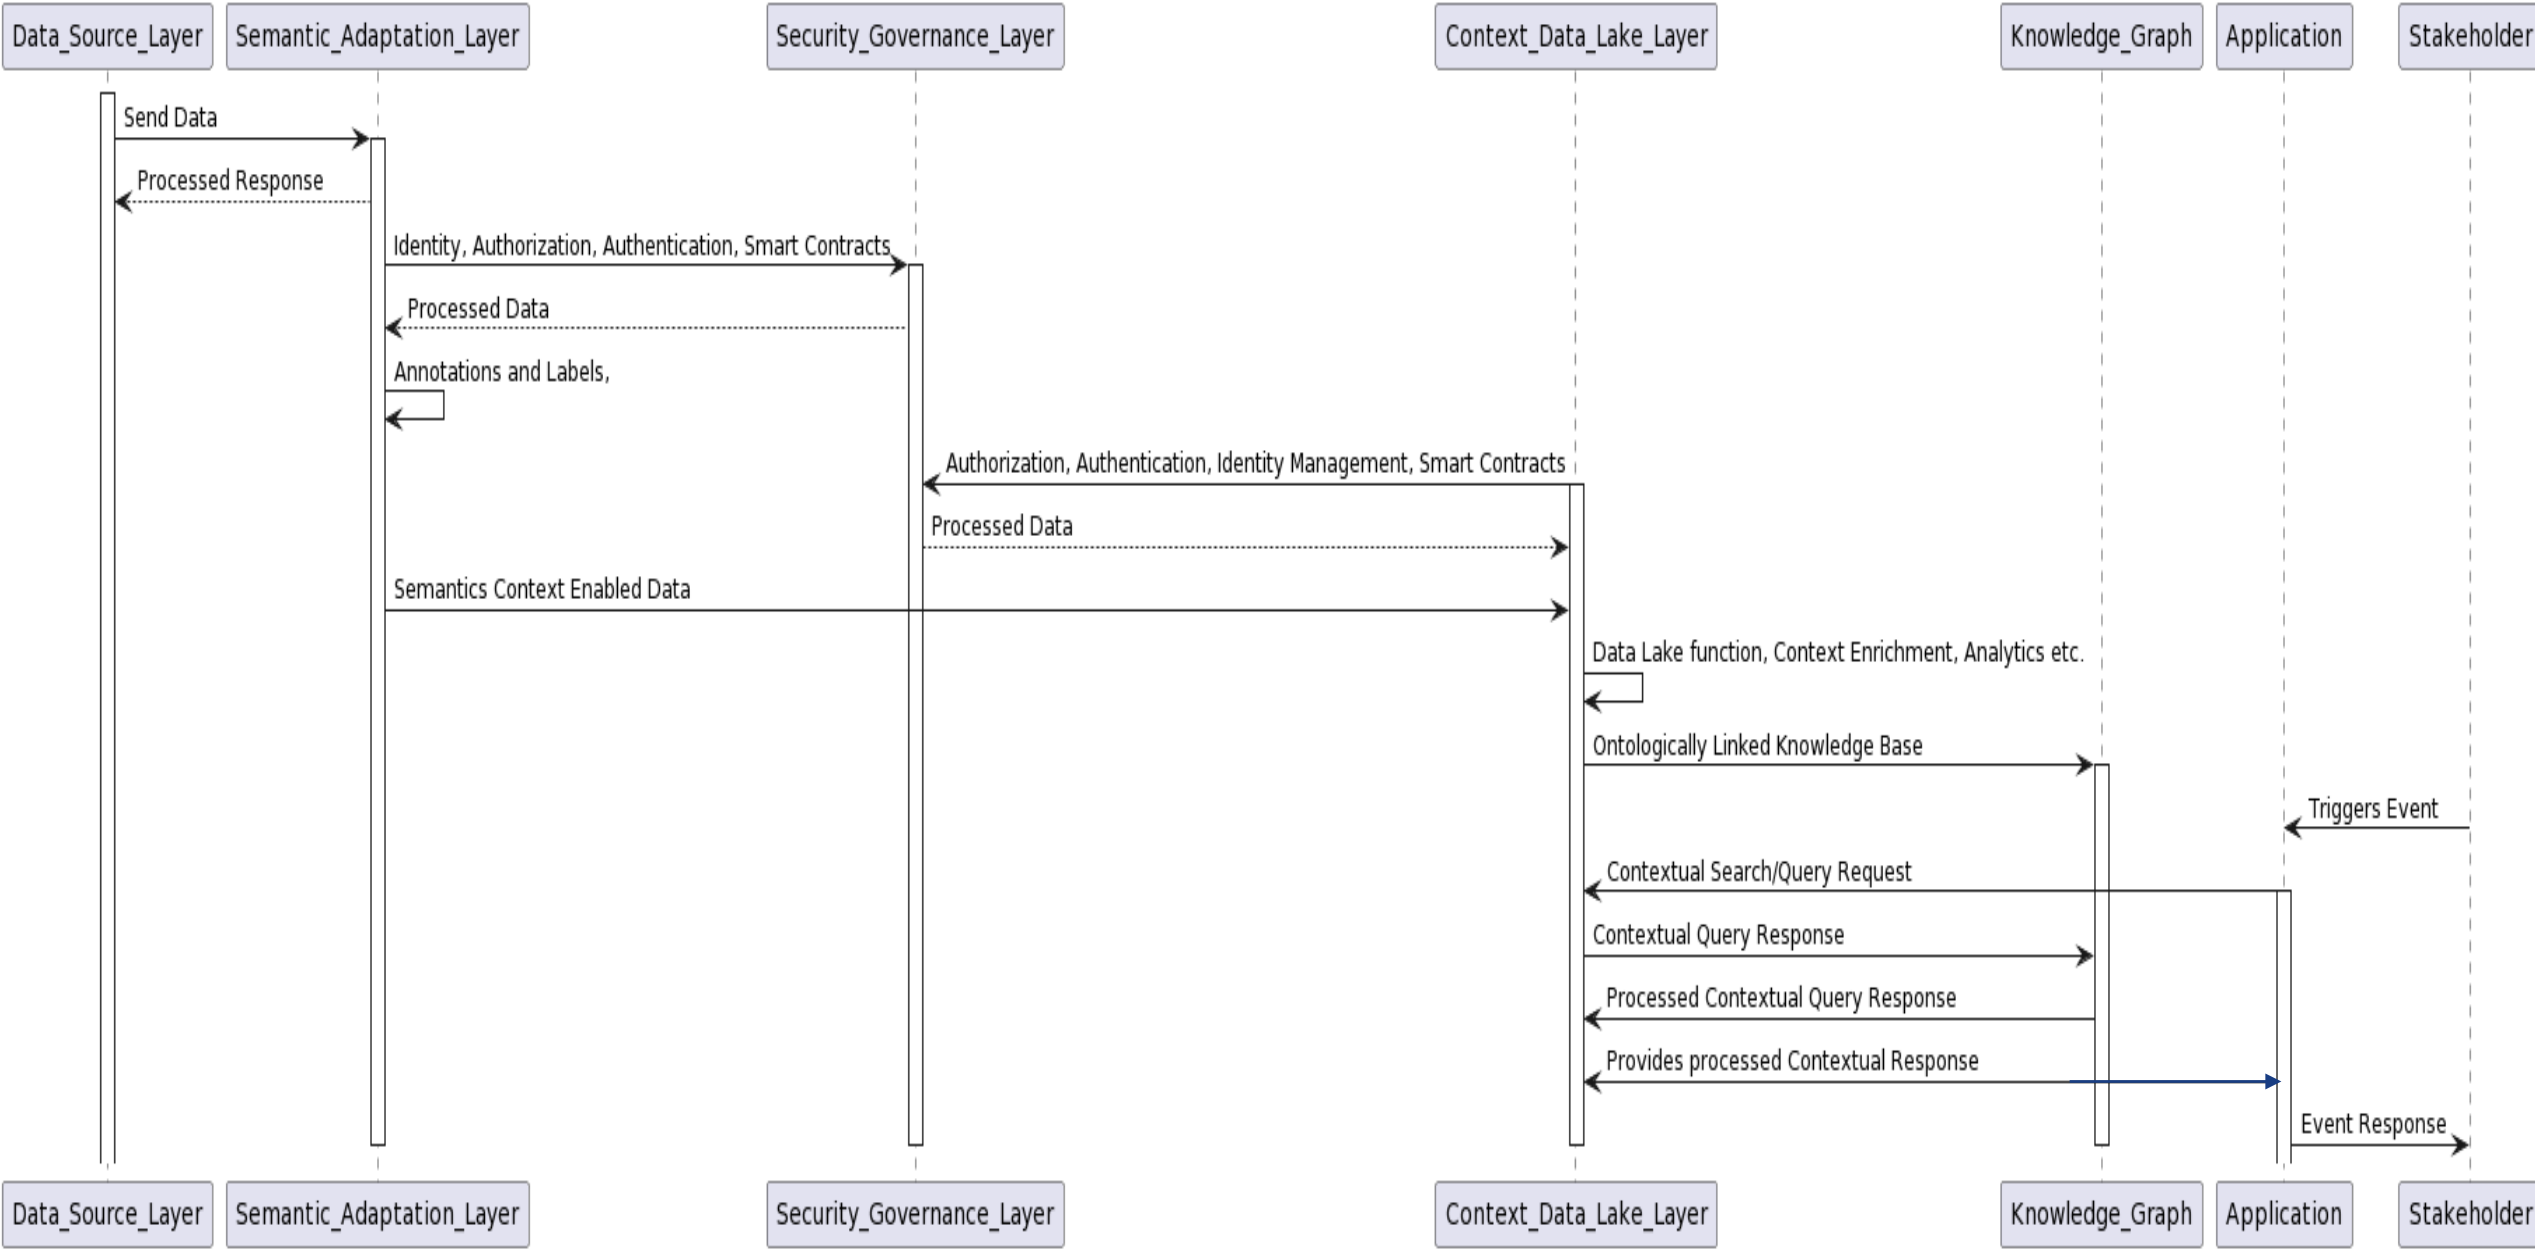 Data_Source_Layer
Semantic_Adaptation_Layer
Security_Governance_Layer
Context_Data_Lake_Layer
Knowledge_Graph
Application
Stakeholder
Send Data
Processed Response
Identity, Authorization, Authentication, Smart Contracts
Processed Data
Annotations and Labels,
Authorization, Authentication, Identity Management, Smart Contracts
Processed Data
Semantics Context Enabled Data
Data Lake function, Context Enrichment, Analytics etc.
Ontologically Linked Knowledge Base
Triggers Event
Contextual Search/Query Request
Contextual Query Response
Processed Contextual Query Response
Provides processed Contextual Response
Event Response
Data_Source_Layer
Semantic_Adaptation_Layer
Security_Governance_Layer
Context_Data_Lake_Layer
Knowledge_Graph
Application
Stakeholder